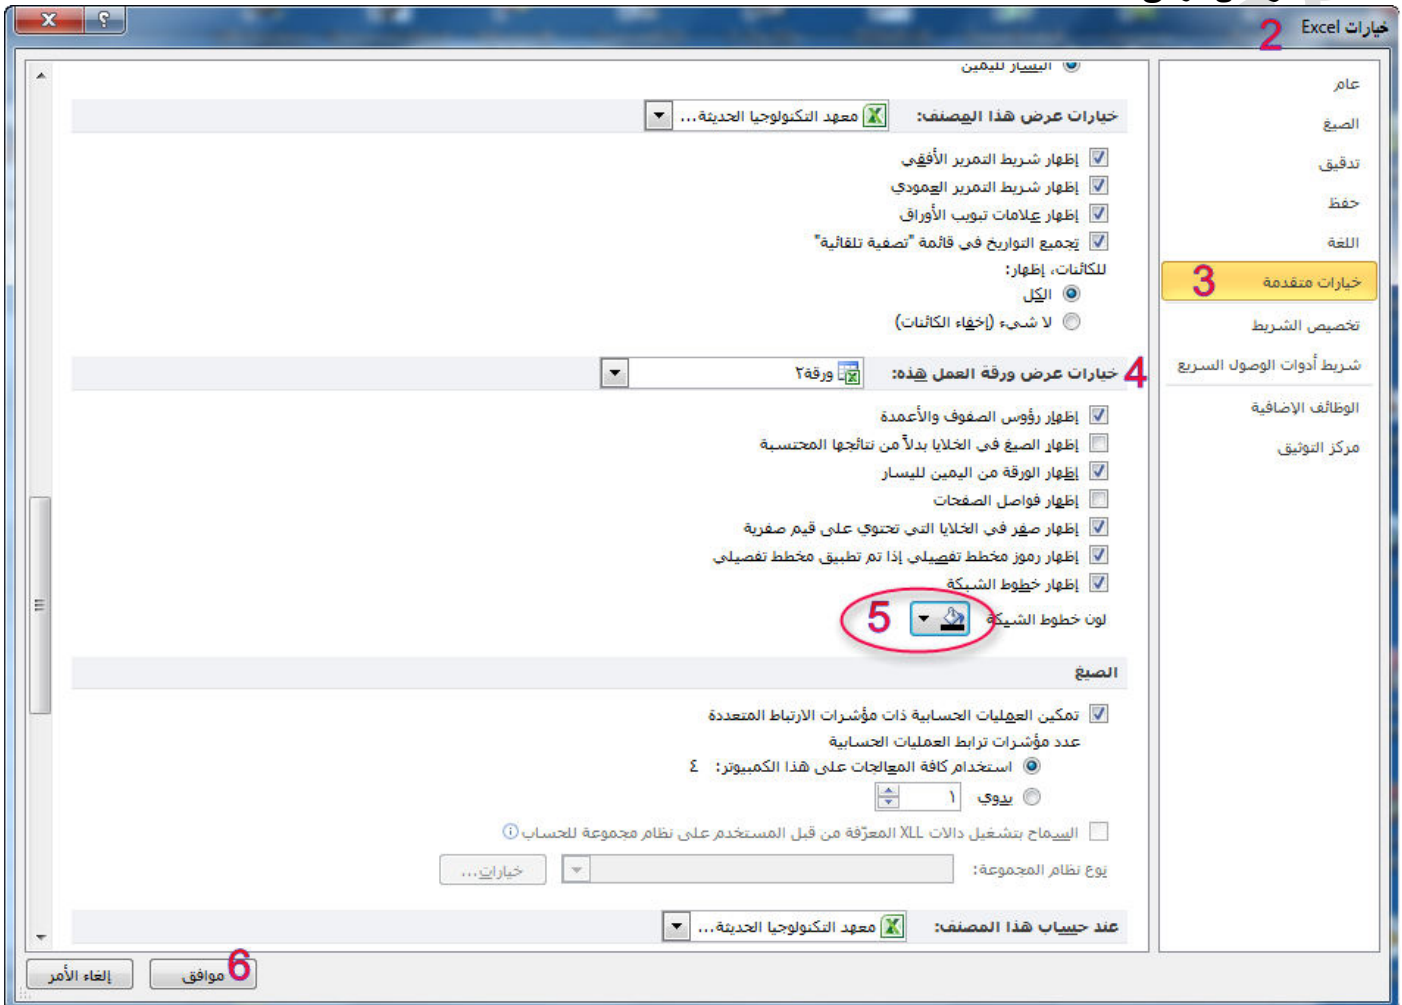 خيارات Excel 2
عام
الصيغ
تدقيق
حفظ
اللغة
خيارات متقدمة 3
تخصيص الشريط
شريط أدوات الوصول السريع
الوظائف الإضافية
مركز التوثيق
اليسار لليمين
خيارات عرض هذا المصنف: معهد التكنولوجيا الحديثة...
إظهار شريط التمرير الأفقي
إظهار شريط التمرير العمودي
إظهار علامات تبويب الأوراق
تجميع التواريخ في قائمة "تصفية تلقائية"
للكائنات، إظهار:
الكل
لا شيء (إخفاء الكائنات)
4 خيارات عرض ورقة العمل هذه: ورقة٢
إظهار رؤوس الصفوف والأعمدة
إظهار الصيغ في الخلايا بدلاً من نتائجها المحتسبة
إظهار الورقة من اليمين لليسار
إظهار فواصل الصفحات
إظهار صفر في الخلايا التي تحتوي على قيم صفرية
إظهار رموز مخطط تفصيلي إذا تم تطبيق مخطط تفصيلي
إظهار خطوط الشبكة
لون خطوط الشبكة 5
الصيغ
تمكين العمليات الحسابية ذات مؤشرات الارتباط المتعددة
عدد مؤشرات ترابط العمليات الحسابية
استخدام كافة المعالجات على هذا الكمبيوتر: ٤
يدوي ١
السماح بتشغيل دالات XLL المعرّفة من قبل المستخدم على نظام مجموعة للحساب
نوع نظام المجموعة: خيارات...
عند حساب هذا المصنف: معهد التكنولوجيا الحديثة...
6 موافق إلغاء الأمر